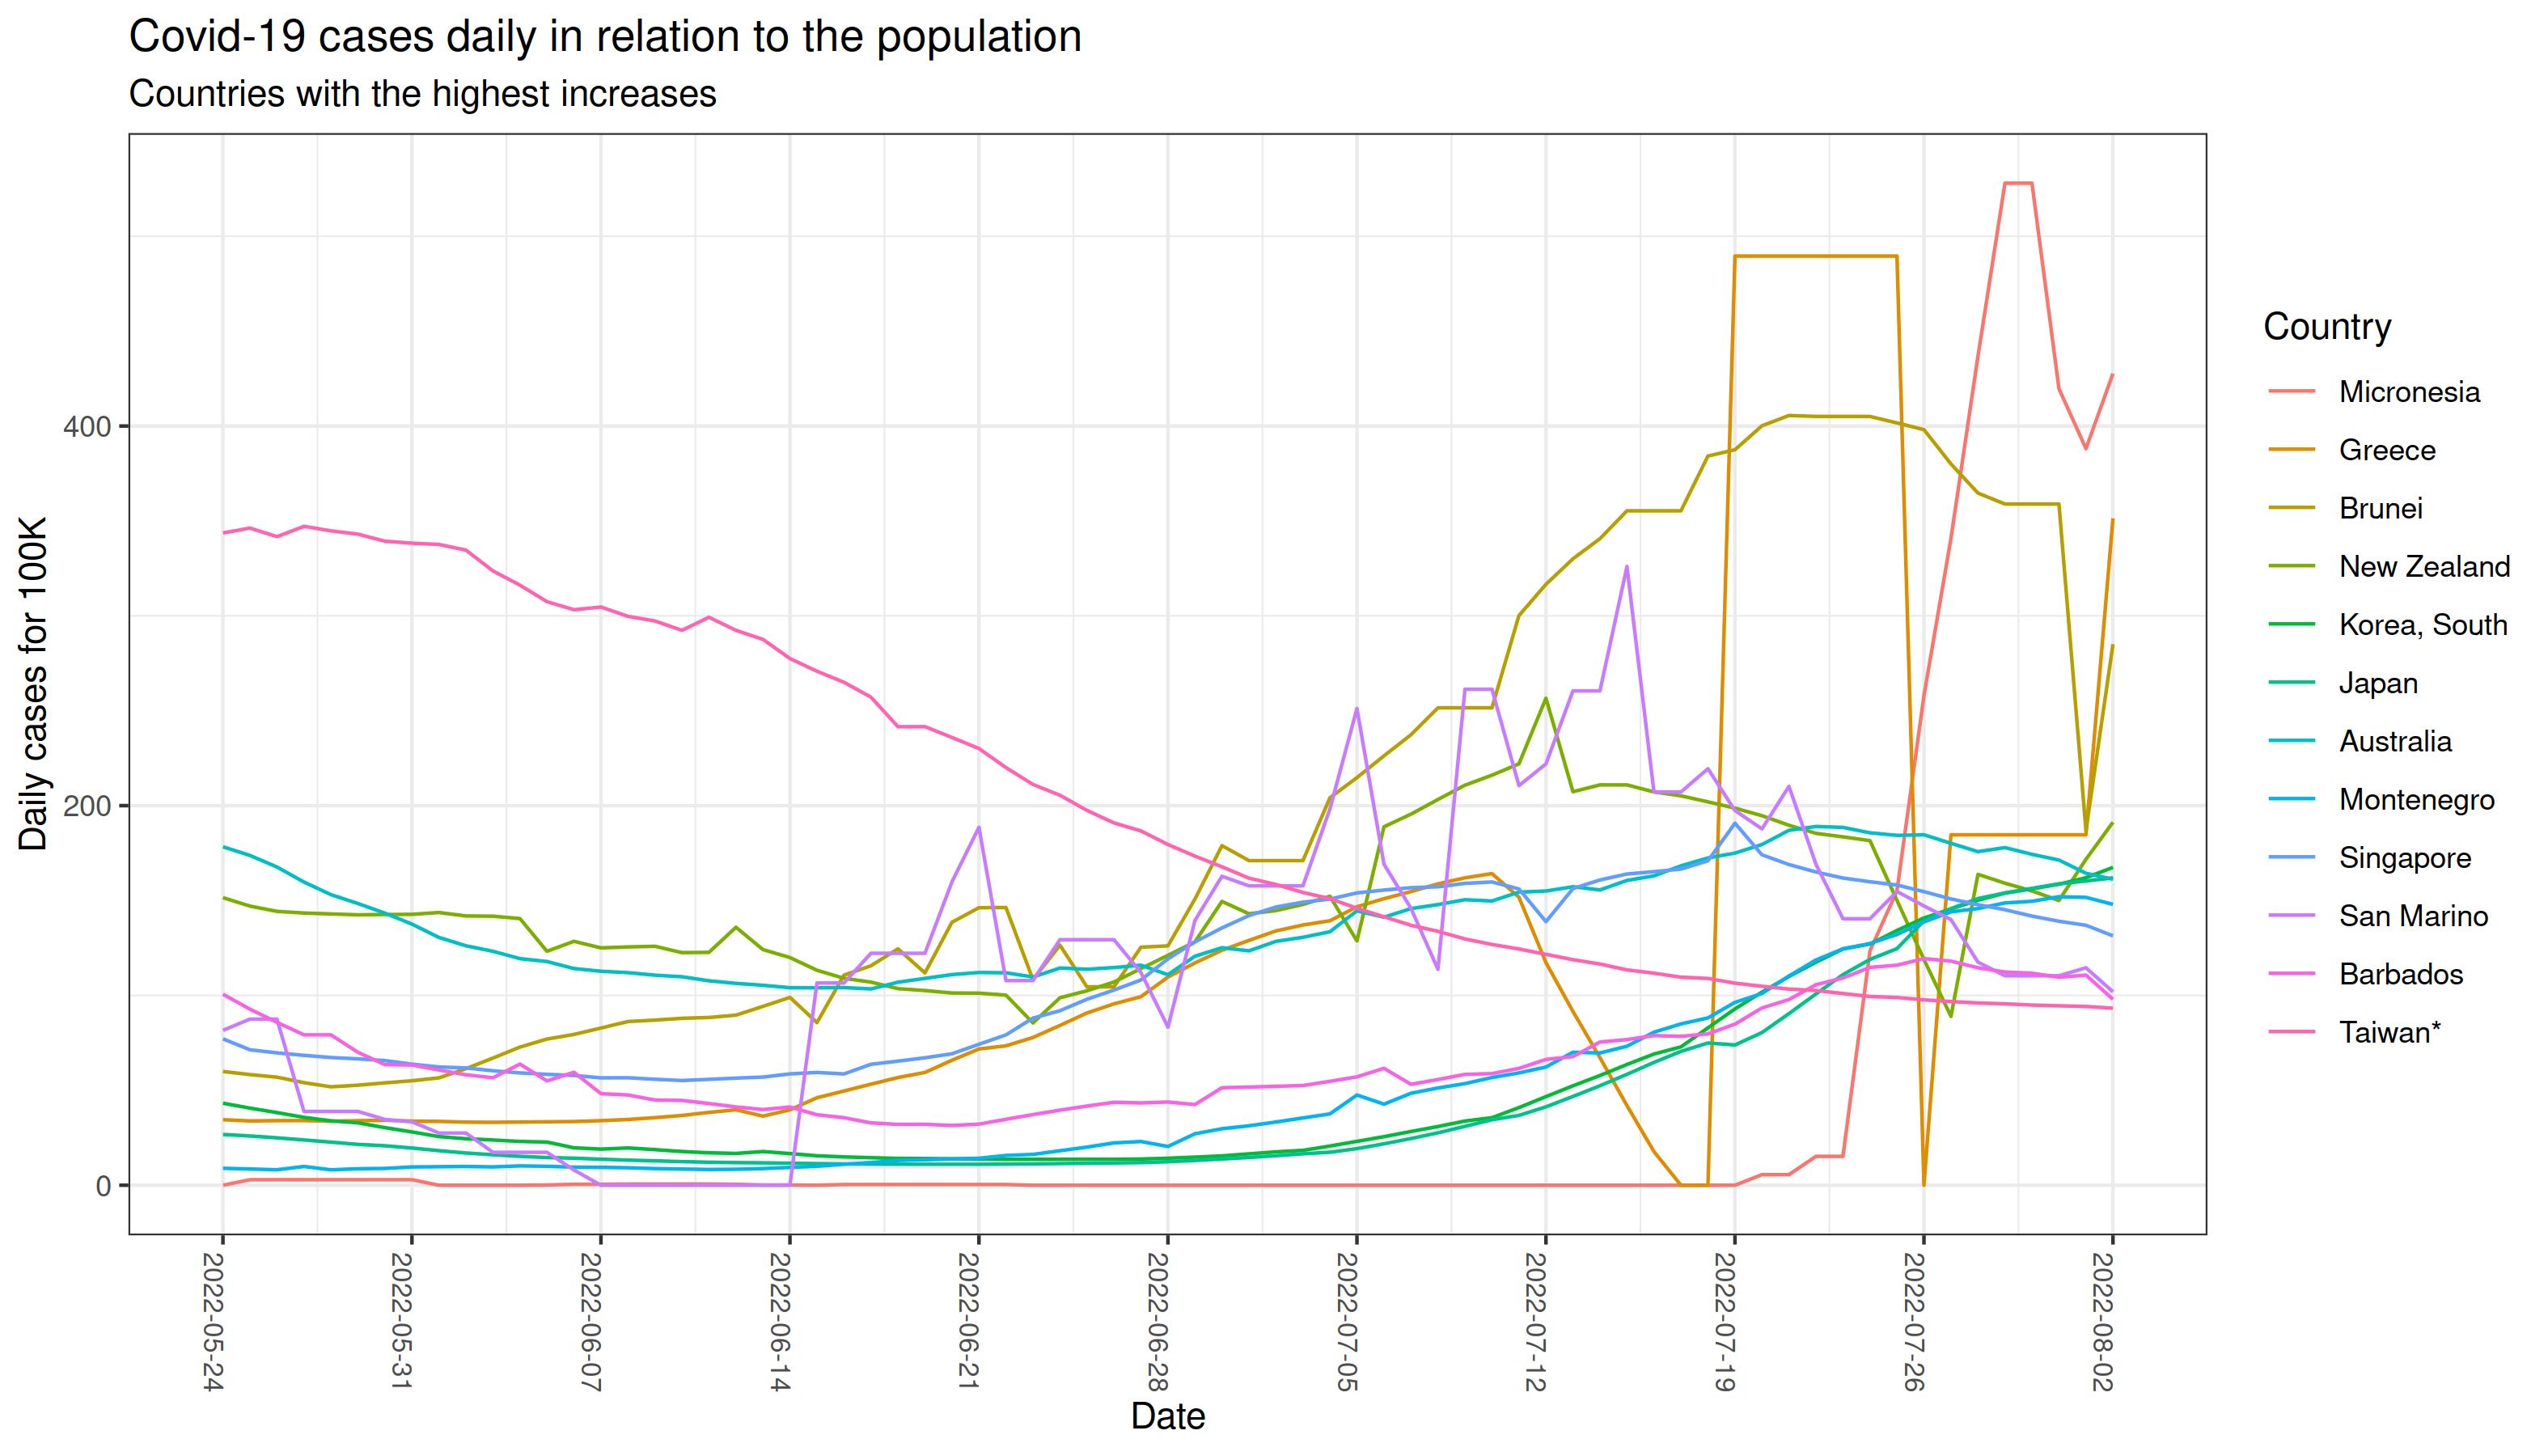 Covid-19 cases daily in relation to the population
Countries with the highest increases
Daily cases for 100K
400
200
0
2022-05-24
2022-05-31
2022-06-07
2022-06-14
2022-06-21
2022-06-28
2022-07-05
2022-07-12
2022-07-19
2022-07-26
2022-08-02
Date
Country
Micronesia
Greece
Brunei
New Zealand
Korea, South
Japan
Australia
Montenegro
Singapore
San Marino
Barbados
Taiwan*